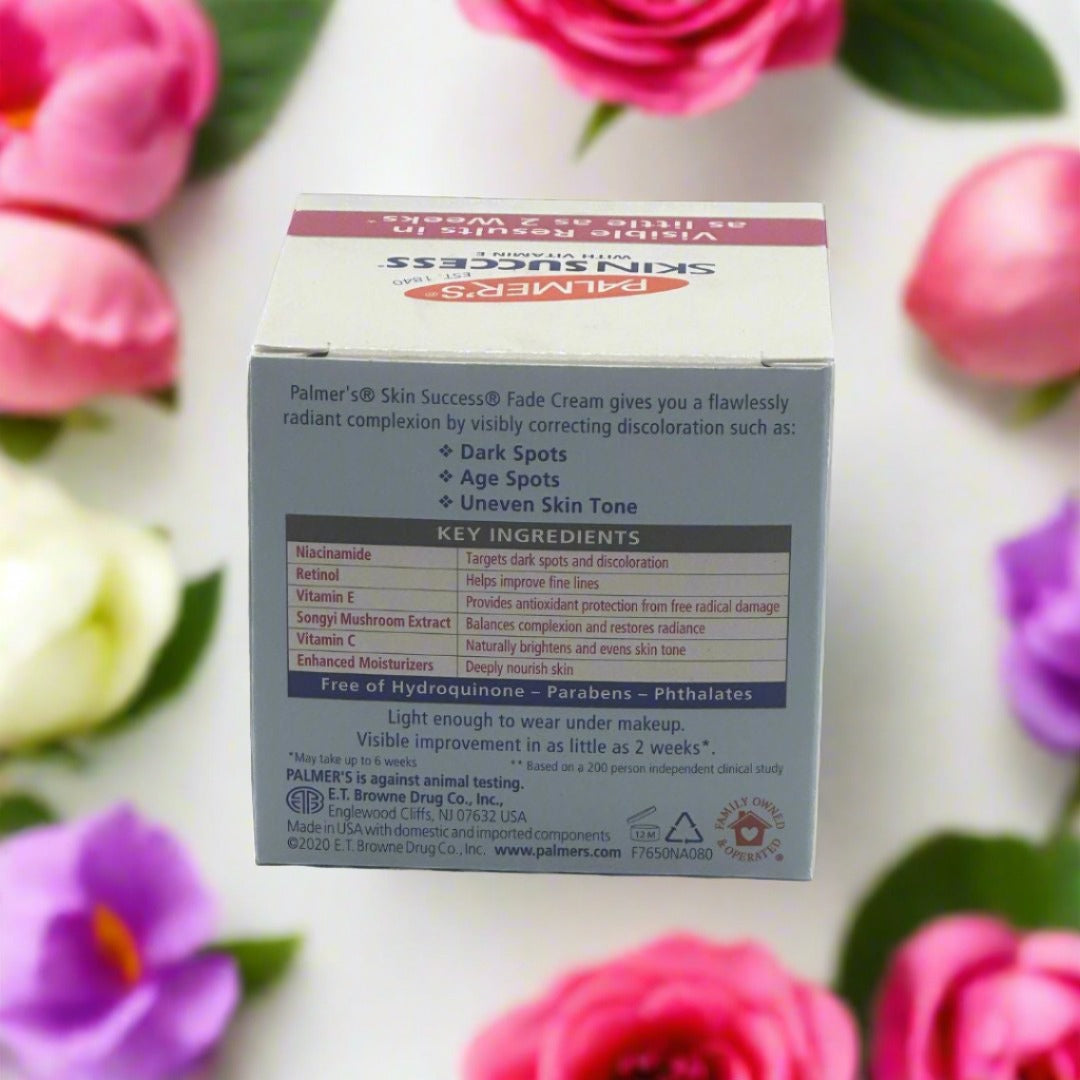 Visible Results in
as little as 2 Weeks*
PALMER'S®
EST. 1840
SKIN SUCCESS
WITH VITAMIN E
Palmer's® Skin Success® Fade Cream gives you a flawlessly
radiant complexion by visibly correcting discoloration such as:
❖ Dark Spots
❖ Age Spots
❖ Uneven Skin Tone
KEY INGREDIENTS
Niacinamide Targets dark spots and discoloration
Retinol Helps improve fine lines
Vitamin E Provides antioxidant protection from free radical damage
Songyi Mushroom Extract Balances complexion and restores radiance
Vitamin C Naturally brightens and evens skin tone
Enhanced Moisturizers Deeply nourish skin
Free of Hydroquinone – Parabens – Phthalates
Light enough to wear under makeup.
Visible improvement in as little as 2 weeks*.
*May take up to 6 weeks
** Based on a 200 person independent clinical study
PALMER'S is against animal testing.
ETB
E.T. Browne Drug Co., Inc.,
Englewood Cliffs, NJ 07632 USA
Made in USA with domestic and imported components
©2020 E.T. Browne Drug Co., Inc. www.palmers.com F7650NA080
12 M
FAMILY OWNED
& OPERATED®